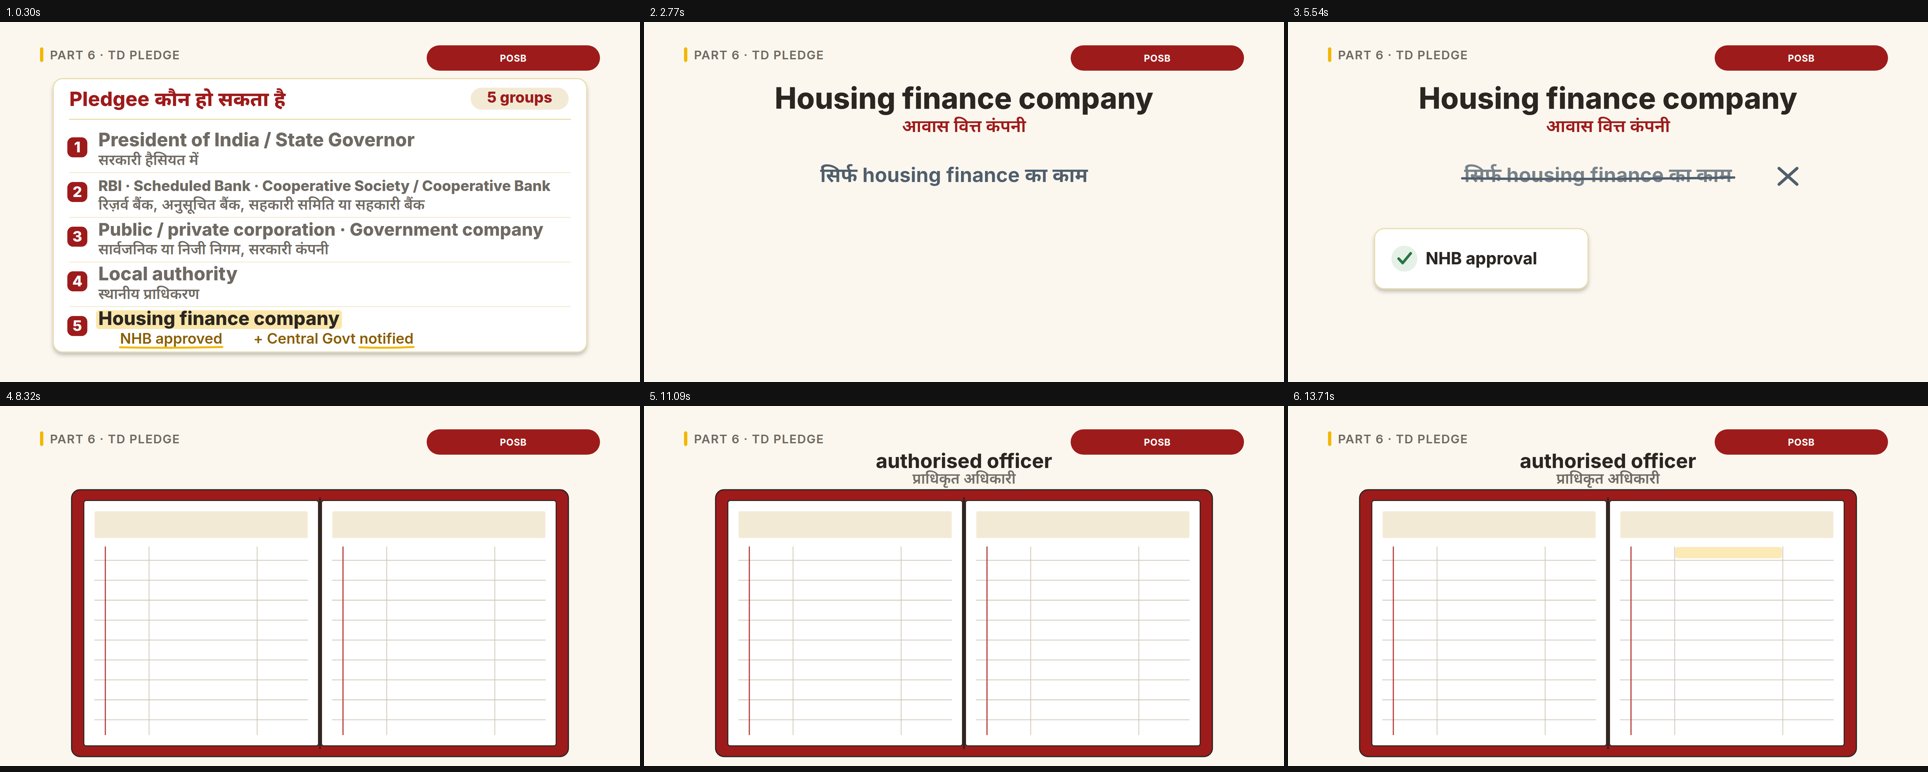 1. 0.30s
PART 6 · TD PLEDGE
POSB
Pledgee कौन हो सकता है
5 groups
1
President of India / State Governor
सरकारी हैसियत में
2
RBI · Scheduled Bank · Cooperative Society / Cooperative Bank
रिज़र्व बैंक, अनुसूचित बैंक, सहकारी समिति या सहकारी बैंक
3
Public / private corporation · Government company
सार्वजनिक या निजी निगम, सरकारी कंपनी
4
Local authority
स्थानीय प्राधिकरण
5
Housing finance company
NHB approved + Central Govt notified
2. 2.77s
PART 6 · TD PLEDGE
POSB
Housing finance company
आवास वित्त कंपनी
सिर्फ housing finance का काम
3. 5.54s
PART 6 · TD PLEDGE
POSB
Housing finance company
आवास वित्त कंपनी
सिर्फ housing finance का काम
NHB approval
4. 8.32s
PART 6 · TD PLEDGE
POSB
5. 11.09s
PART 6 · TD PLEDGE
POSB
authorised officer
प्राधिकृत अधिकारी
6. 13.71s
PART 6 · TD PLEDGE
POSB
authorised officer
प्राधिकृत अधिकारी